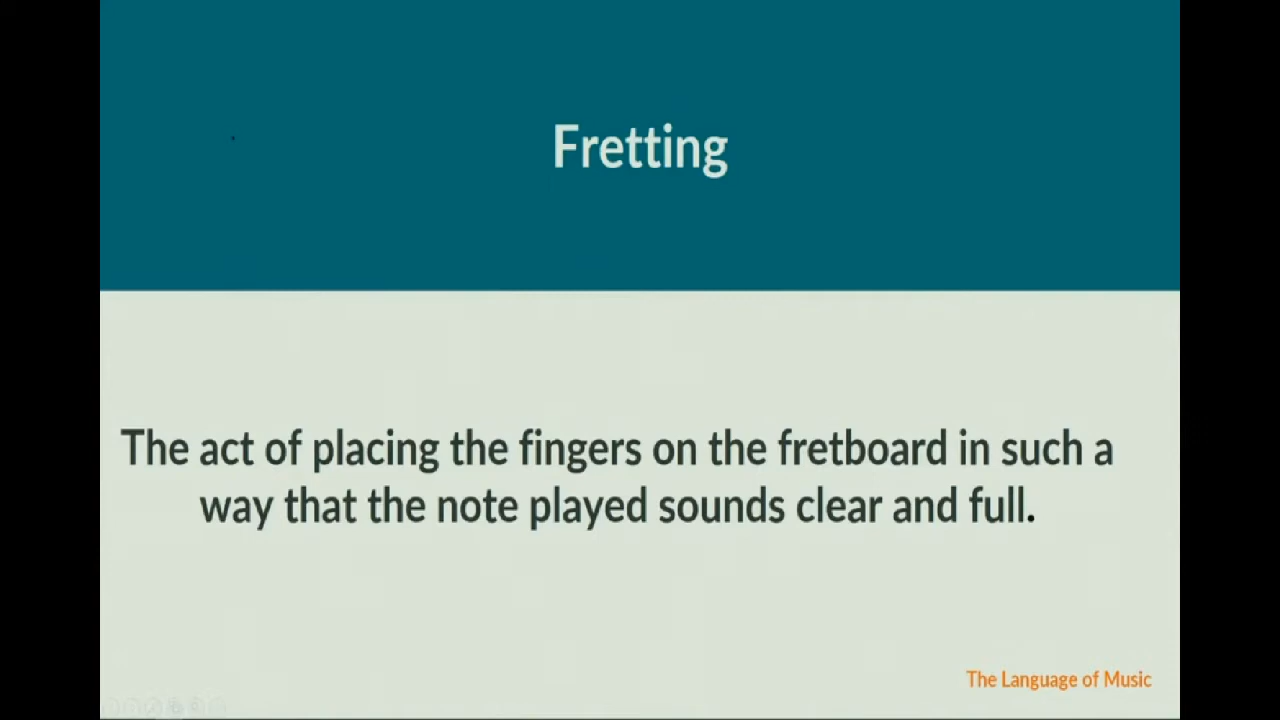 Fretting
The act of placing the fingers on the fretboard in such a
way that the note played sounds clear and full.
The Language of Music